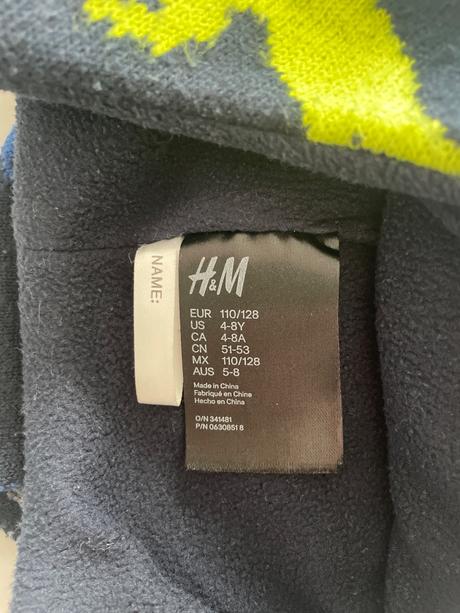 NAME:
H&M
EUR 110/128
US 4-8Y
CA 4-8A
CN 51-53
MX 110/128
AUS 5-8
Made in China
Fabriqué en Chine
Hecho en China
O/N 341481
P/N 0630851 8